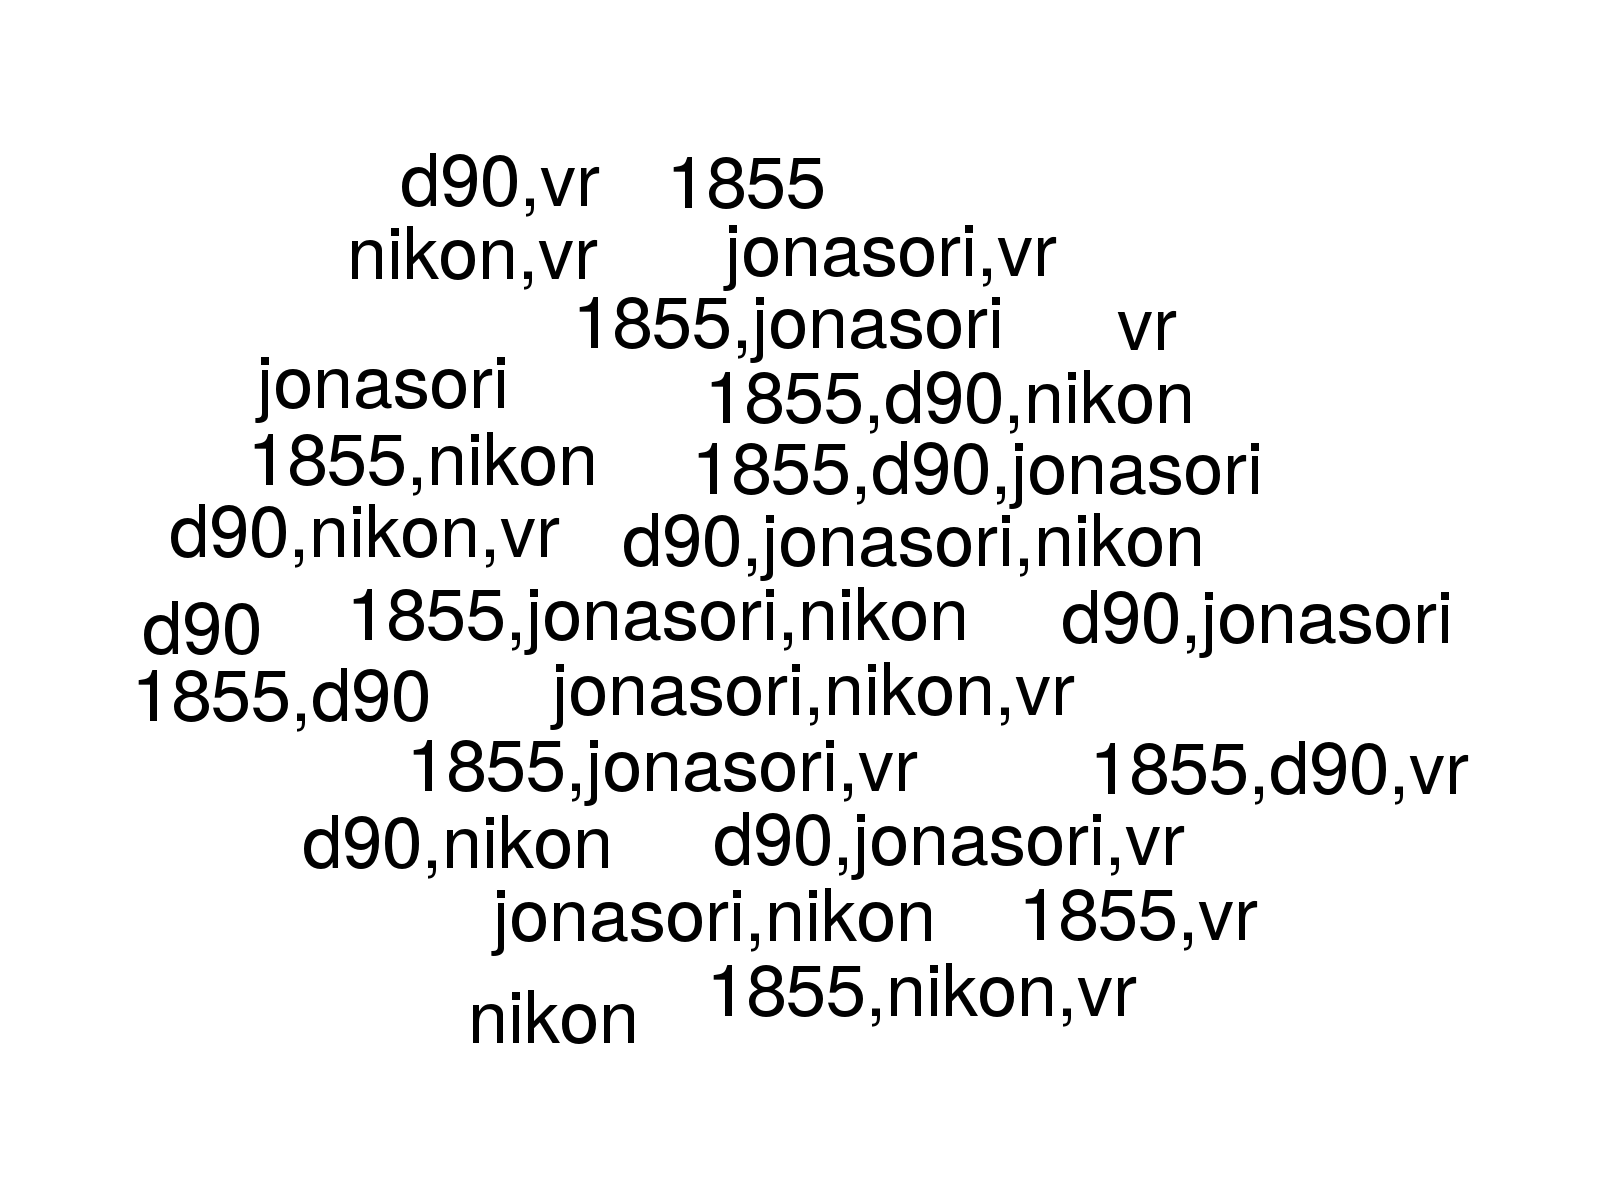 d90,vr 1855
nikon,vr jonasori,vr
1855,jonasori vr
jonasori 1855,d90,nikon
1855,nikon 1855,d90,jonasori
d90,nikon,vr d90,jonasori,nikon
d90 1855,jonasori,nikon d90,jonasori
1855,d90 jonasori,nikon,vr
1855,jonasori,vr 1855,d90,vr
d90,nikon d90,jonasori,vr
jonasori,nikon 1855,vr
nikon 1855,nikon,vr